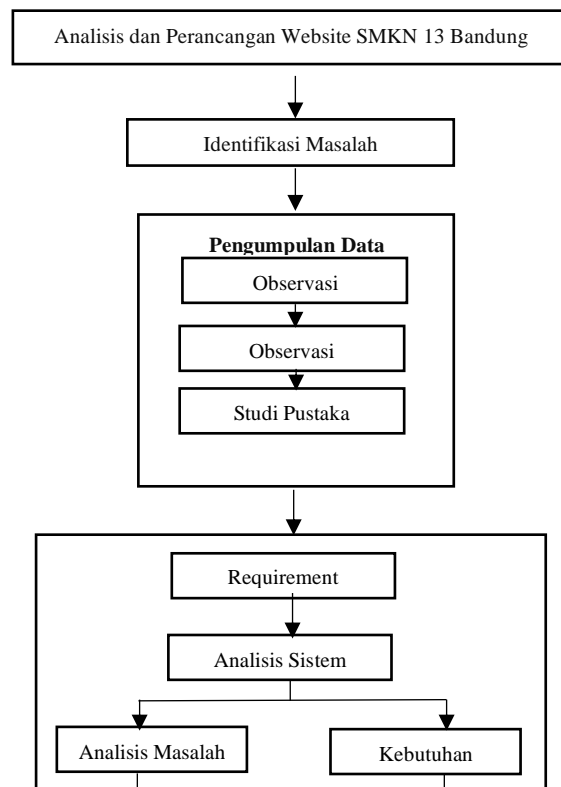 Analisis dan Perancangan Website SMKN 13 Bandung
Identifikasi Masalah
Pengumpulan Data
Observasi
Observasi
Studi Pustaka
Requirement
Analisis Sistem
Analisis Masalah
Kebutuhan